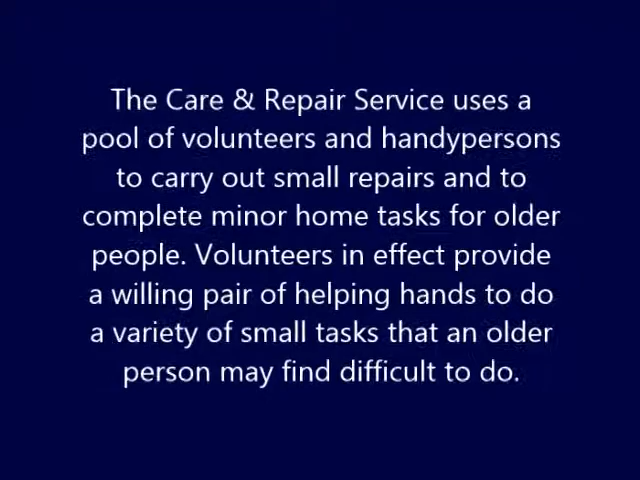 The Care & Repair Service uses a
pool of volunteers and handypersons
to carry out small repairs and to
complete minor home tasks for older
people. Volunteers in effect provide
a willing pair of helping hands to do
a variety of small tasks that an older
person may find difficult to do.